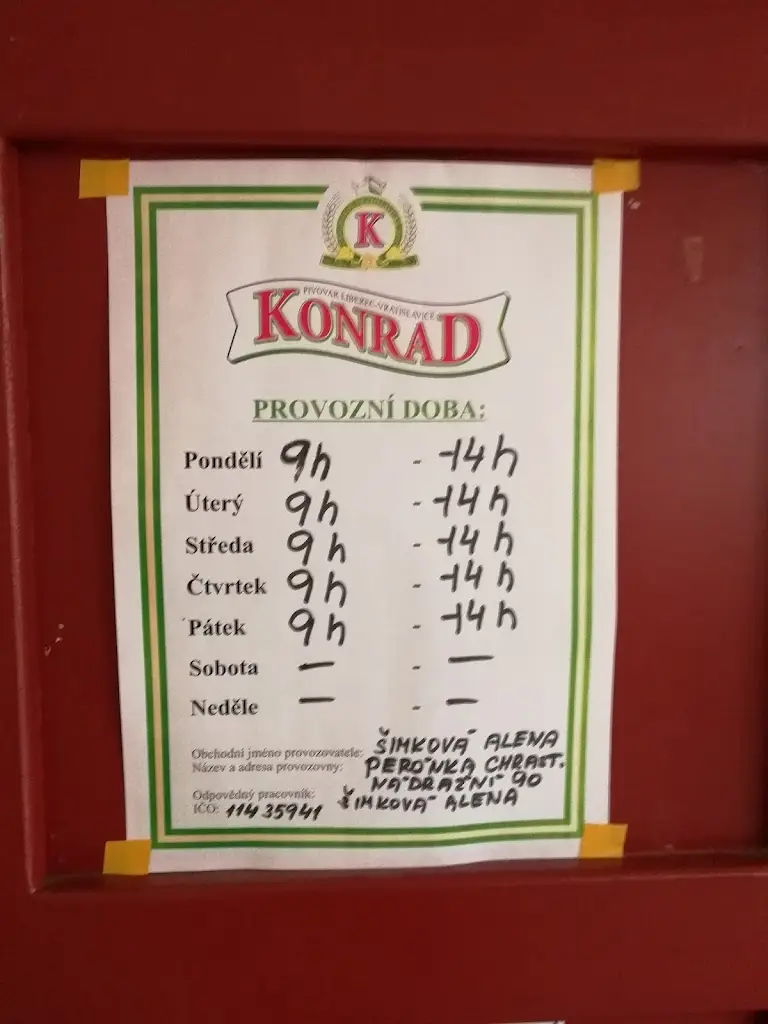 K
PIVOVAR LIBEREC-VRATISLAVICE
KONRAD
PROVOZNÍ DOBA:
Pondělí 9h - 14h
Úterý 9h - 14h
Středa 9h - 14h
Čtvrtek 9h - 14h
Pátek 9h - 14h
Sobota — - —
Neděle — - —
Obchodní jméno provozovatele: ŠIMKOVÁ ALENA
Název a adresa provozovny: PERÓNKA CHRAST.
NÁDRAŽNÍ 90
Odpovědný pracovník: ŠIMKOVÁ ALENA
IČO: 11435941